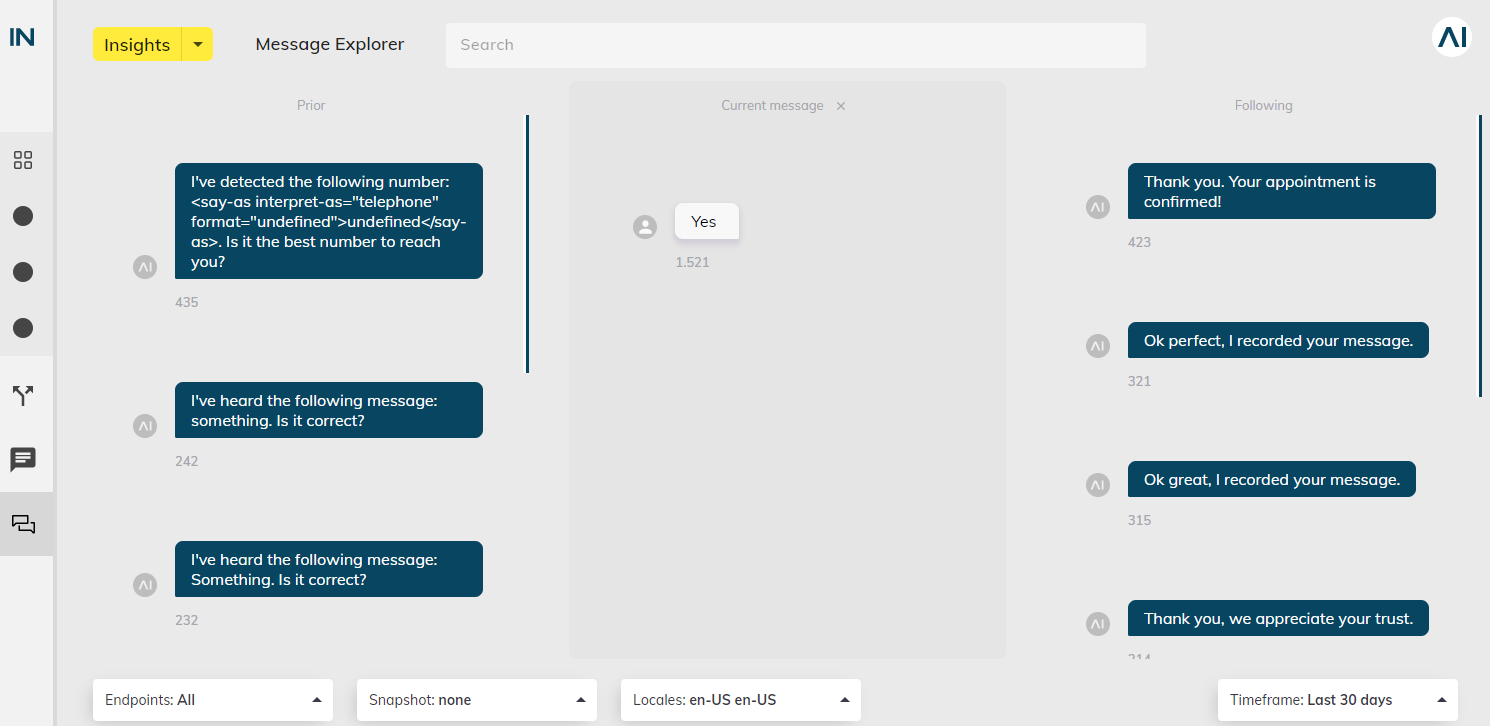 IN
Insights
Message Explorer
Search
AI
Prior
I've detected the following number:
<say-as interpret-as="telephone"
format="undefined">undefined</say-
as>. Is it the best number to reach
you?
AI
435
I've heard the following message:
something. Is it correct?
AI
242
I've heard the following message:
Something. Is it correct?
AI
232
Current message ×
Yes
1.521
Following
Thank you. Your appointment is
confirmed!
AI
423
Ok perfect, I recorded your message.
AI
321
Ok great, I recorded your message.
AI
315
Thank you, we appreciate your trust.
AI
Endpoints: All
Snapshot: none
Locales: en-US en-US
Timeframe: Last 30 days